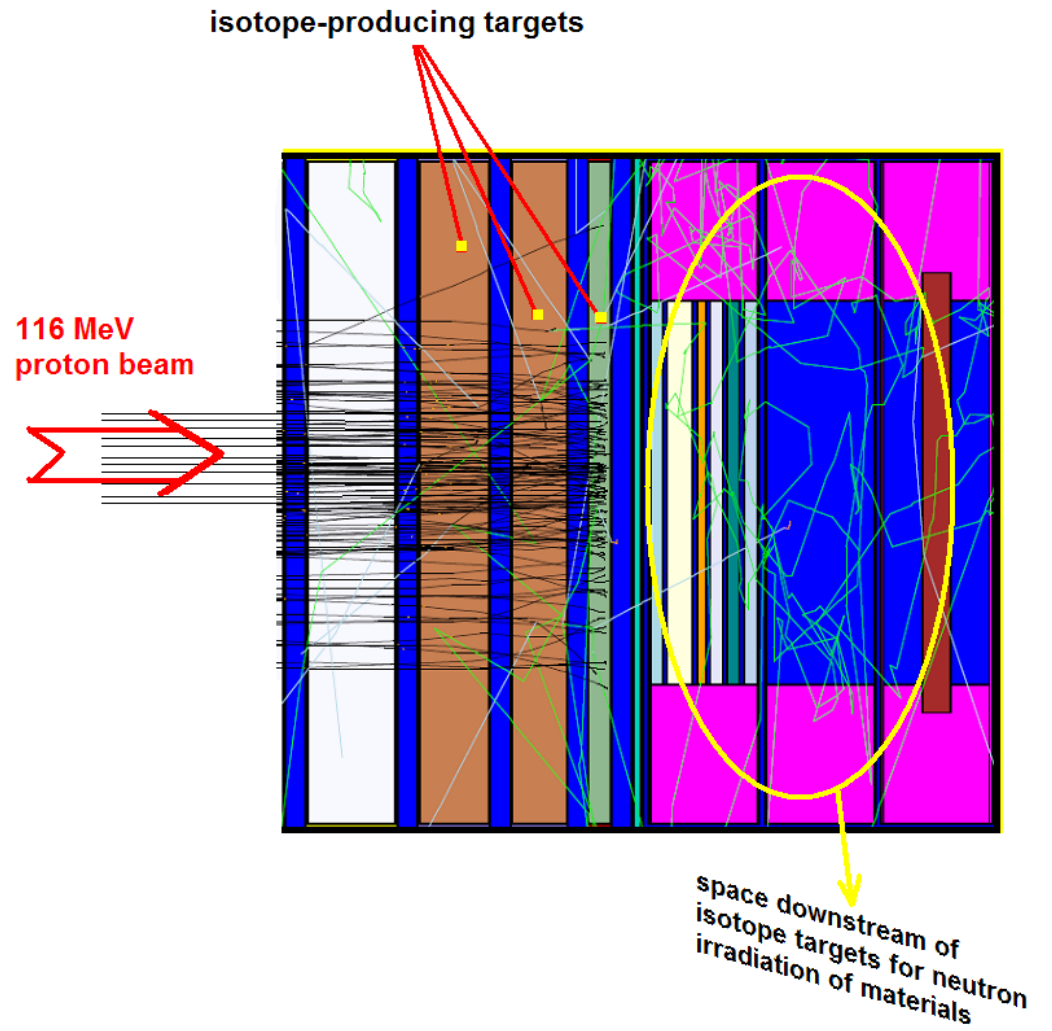 isotope-producing targets
116 MeV
proton beam
space downstream of
isotope targets for neutron
irradiation of materials